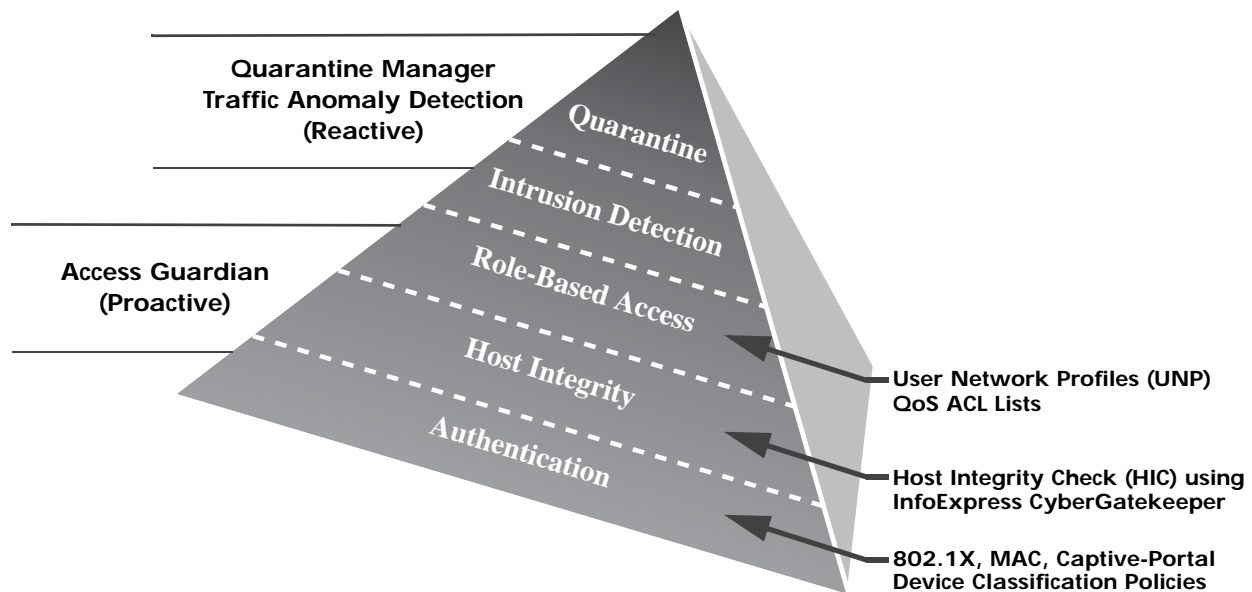 Quarantine Manager
Traffic Anomaly Detection
(Reactive)
Access Guardian
(Proactive)
Quarantine
Intrusion Detection
Role-Based Access
Host Integrity
Authentication
User Network Profiles (UNP)
QoS ACL Lists
Host Integrity Check (HIC) using
InfoExpress CyberGatekeeper
802.1X, MAC, Captive-Portal
Device Classification Policies